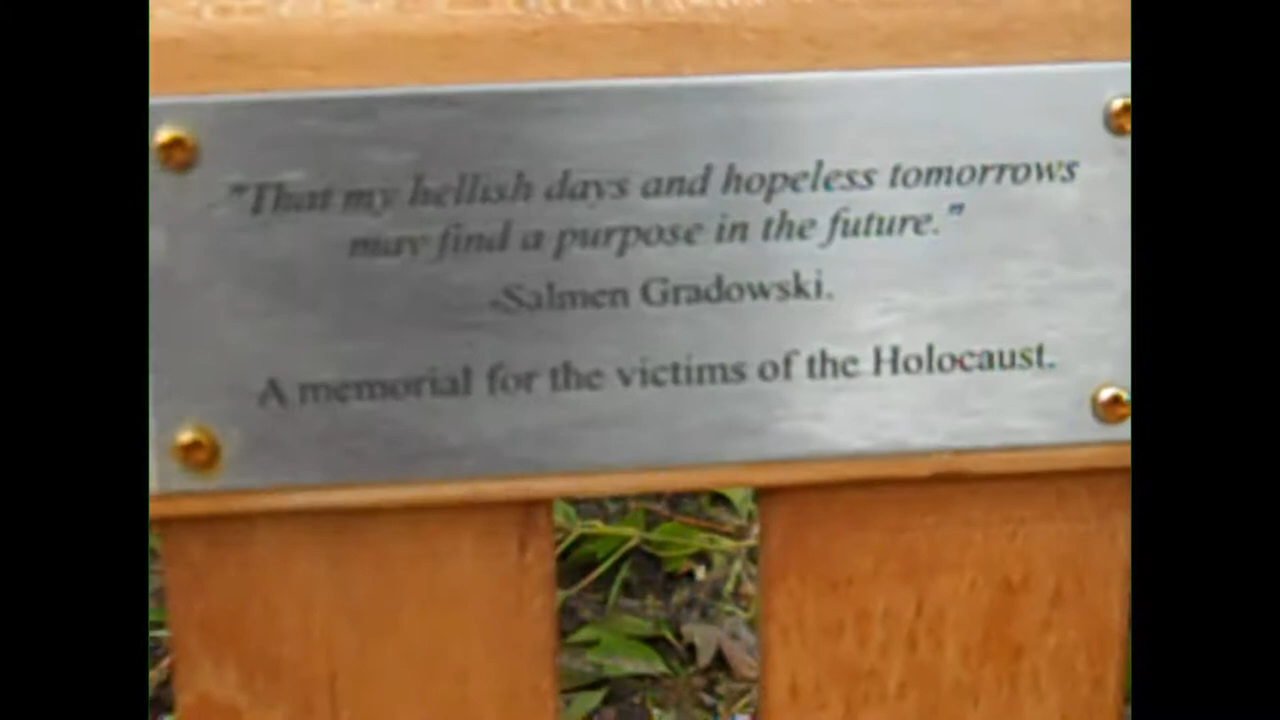 "That my hellish days and hopeless tomorrows
may find a purpose in the future."
-Salmen Gradowski.
A memorial for the victims of the Holocaust.